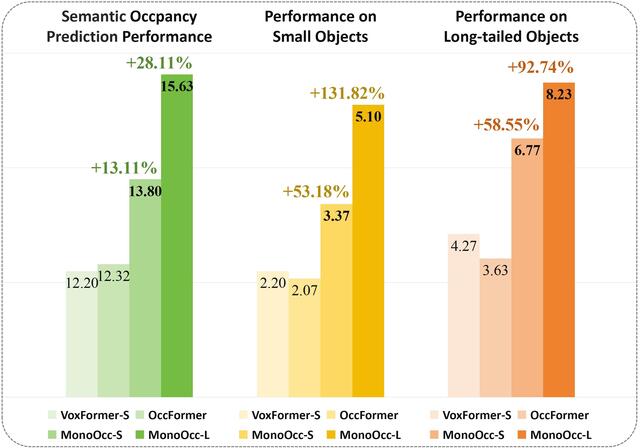 Semantic Occpancy
Prediction Performance
+28.11%
15.63
+13.11%
13.80
12.20
12.32
VoxFormer-S
OccFormer
MonoOcc-S
MonoOcc-L
Performance on
Small Objects
+131.82%
5.10
+53.18%
3.37
2.20
2.07
VoxFormer-S
OccFormer
MonoOcc-S
MonoOcc-L
Performance on
Long-tailed Objects
+92.74%
8.23
+58.55%
6.77
4.27
3.63
VoxFormer-S
OccFormer
MonoOcc-S
MonoOcc-L